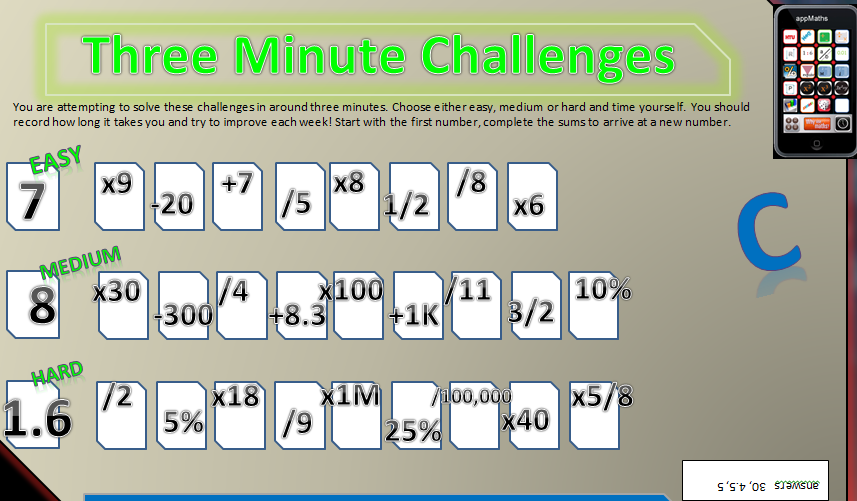 appMaths
Three Minute Challenges
You are attempting to solve these challenges in around three minutes. Choose either easy, medium or hard and time yourself. You should
record how long it takes you and try to improve each week! Start with the first number, complete the sums to arrive at a new number.
EASY
7 x9 -20 +7 /5 x8 1/2 /8 x6
C
MEDIUM
8 x30 -300 /4 +8.3 x100 +1K /11 3/2 10%
HARD
1.6 /2 5% x18 /9 x1M 25% /100,000 x40 x5/8
answers 30, 4.5, 5